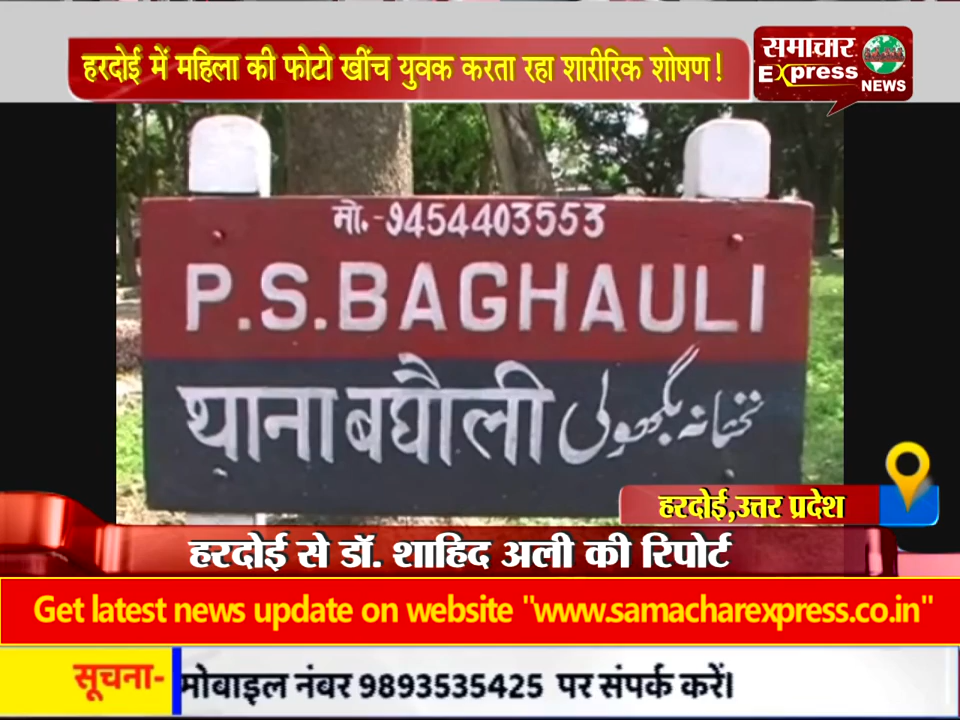 हरदोई में महिला की फोटो खींच युवक करता रहा शारीरिक शोषण!
समाचार
Express
NEWS
मो.-9454403553
P.S.BAGHAULI
थाना बघौली تھانہ بگھولی
हरदोई,उत्तर प्रदेश
हरदोई से डॉ. शाहिद अली की रिपोर्ट
Get latest news update on website "www.samacharexpress.co.in"
सूचना- मोबाइल नंबर 9893535425 पर संपर्क करें।